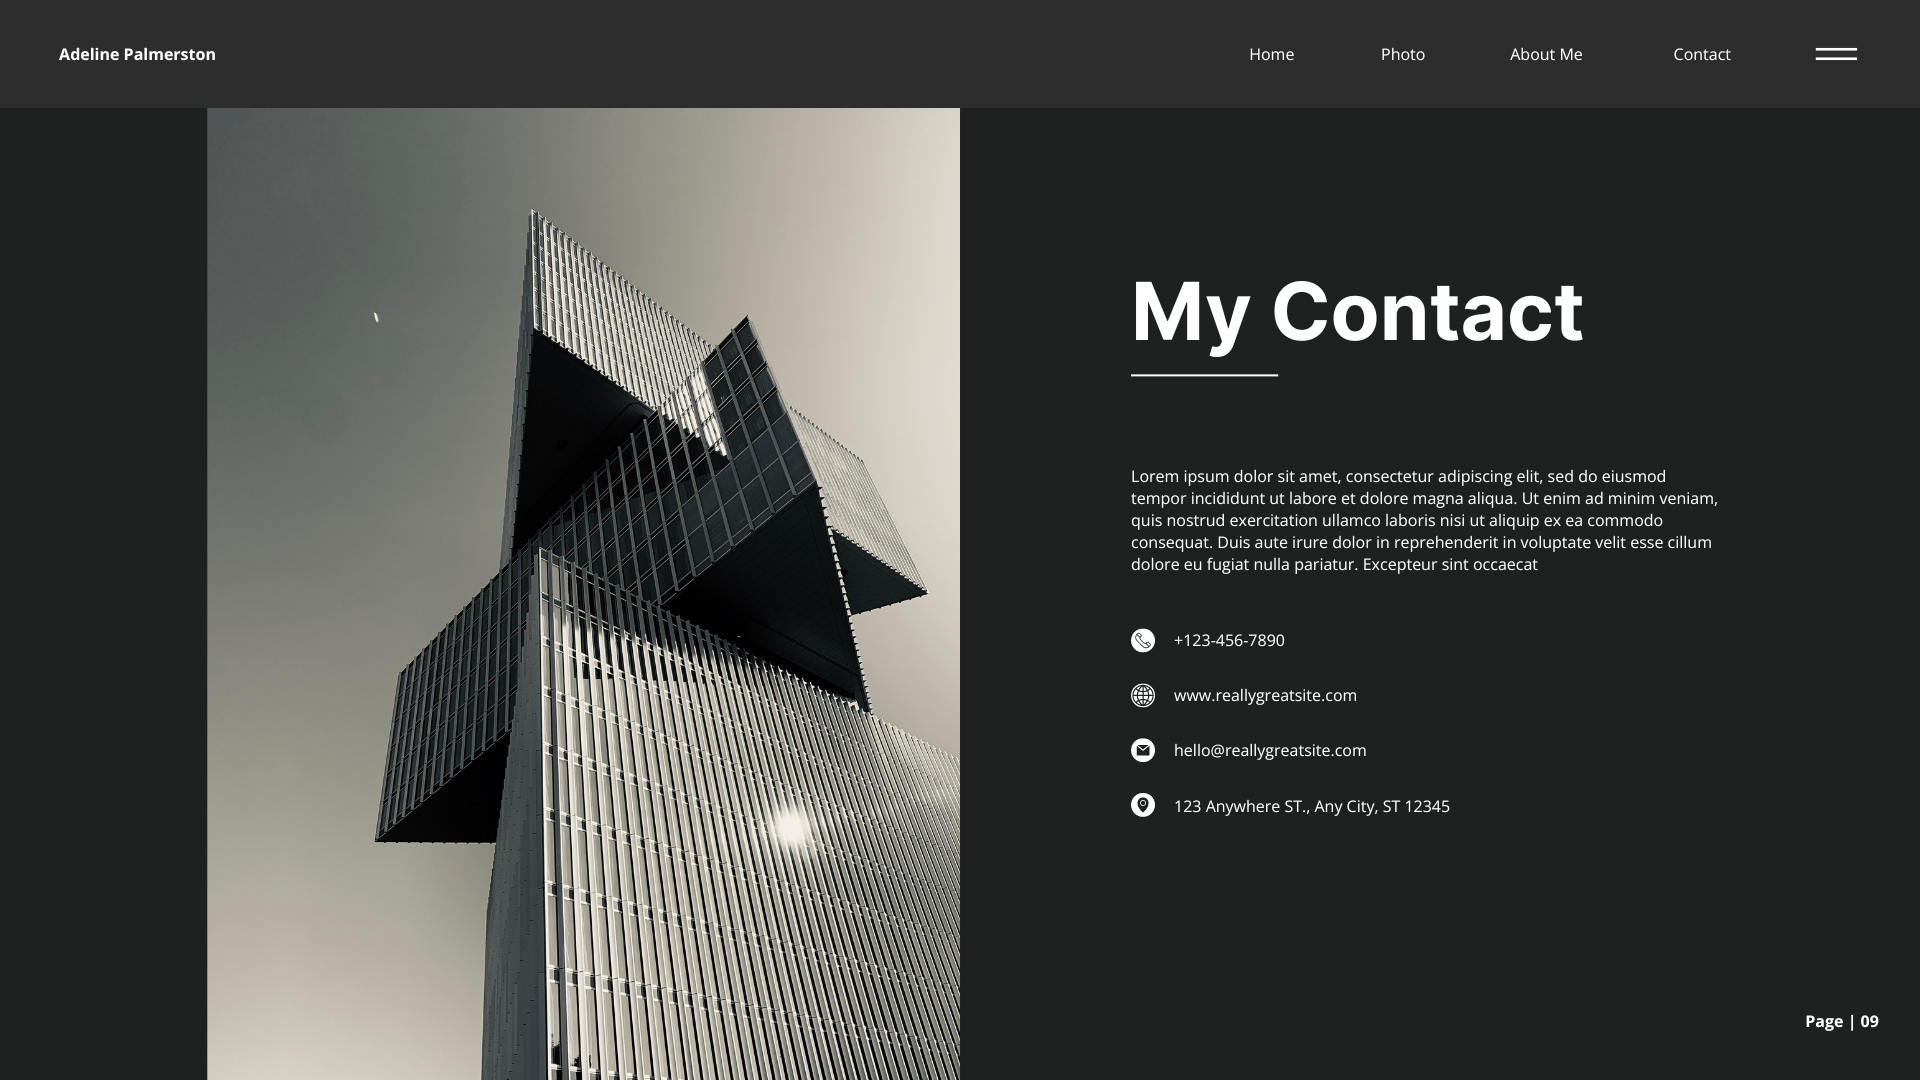 Adeline Palmerston
Home
Photo
About Me
Contact
My Contact
Lorem ipsum dolor sit amet, consectetur adipiscing elit, sed do eiusmod
tempor incididunt ut labore et dolore magna aliqua. Ut enim ad minim veniam,
quis nostrud exercitation ullamco laboris nisi ut aliquip ex ea commodo
consequat. Duis aute irure dolor in reprehenderit in voluptate velit esse cillum
dolore eu fugiat nulla pariatur. Excepteur sint occaecat
+123-456-7890
www.reallygreatsite.com
hello@reallygreatsite.com
123 Anywhere ST., Any City, ST 12345
Page | 09